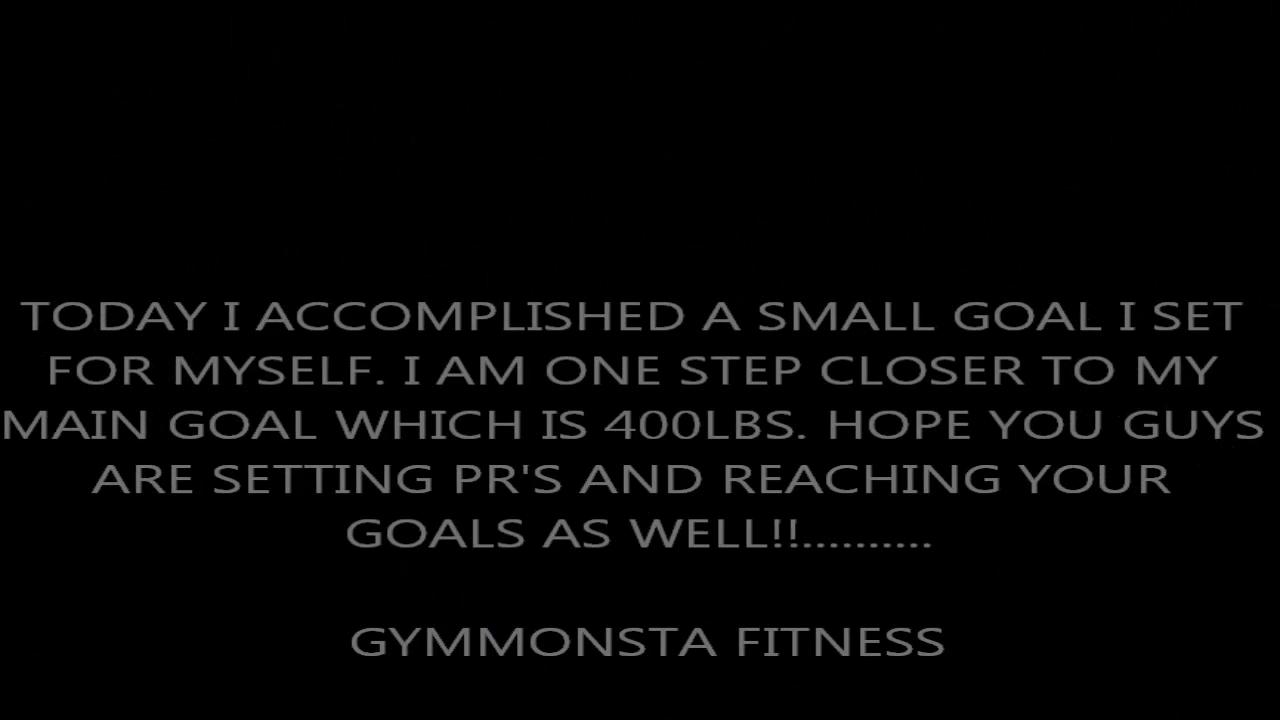 TODAY I ACCOMPLISHED A SMALL GOAL I SET
FOR MYSELF. I AM ONE STEP CLOSER TO MY
MAIN GOAL WHICH IS 400LBS. HOPE YOU GUYS
ARE SETTING PR'S AND REACHING YOUR
GOALS AS WELL!!..........
GYMMONSTA FITNESS